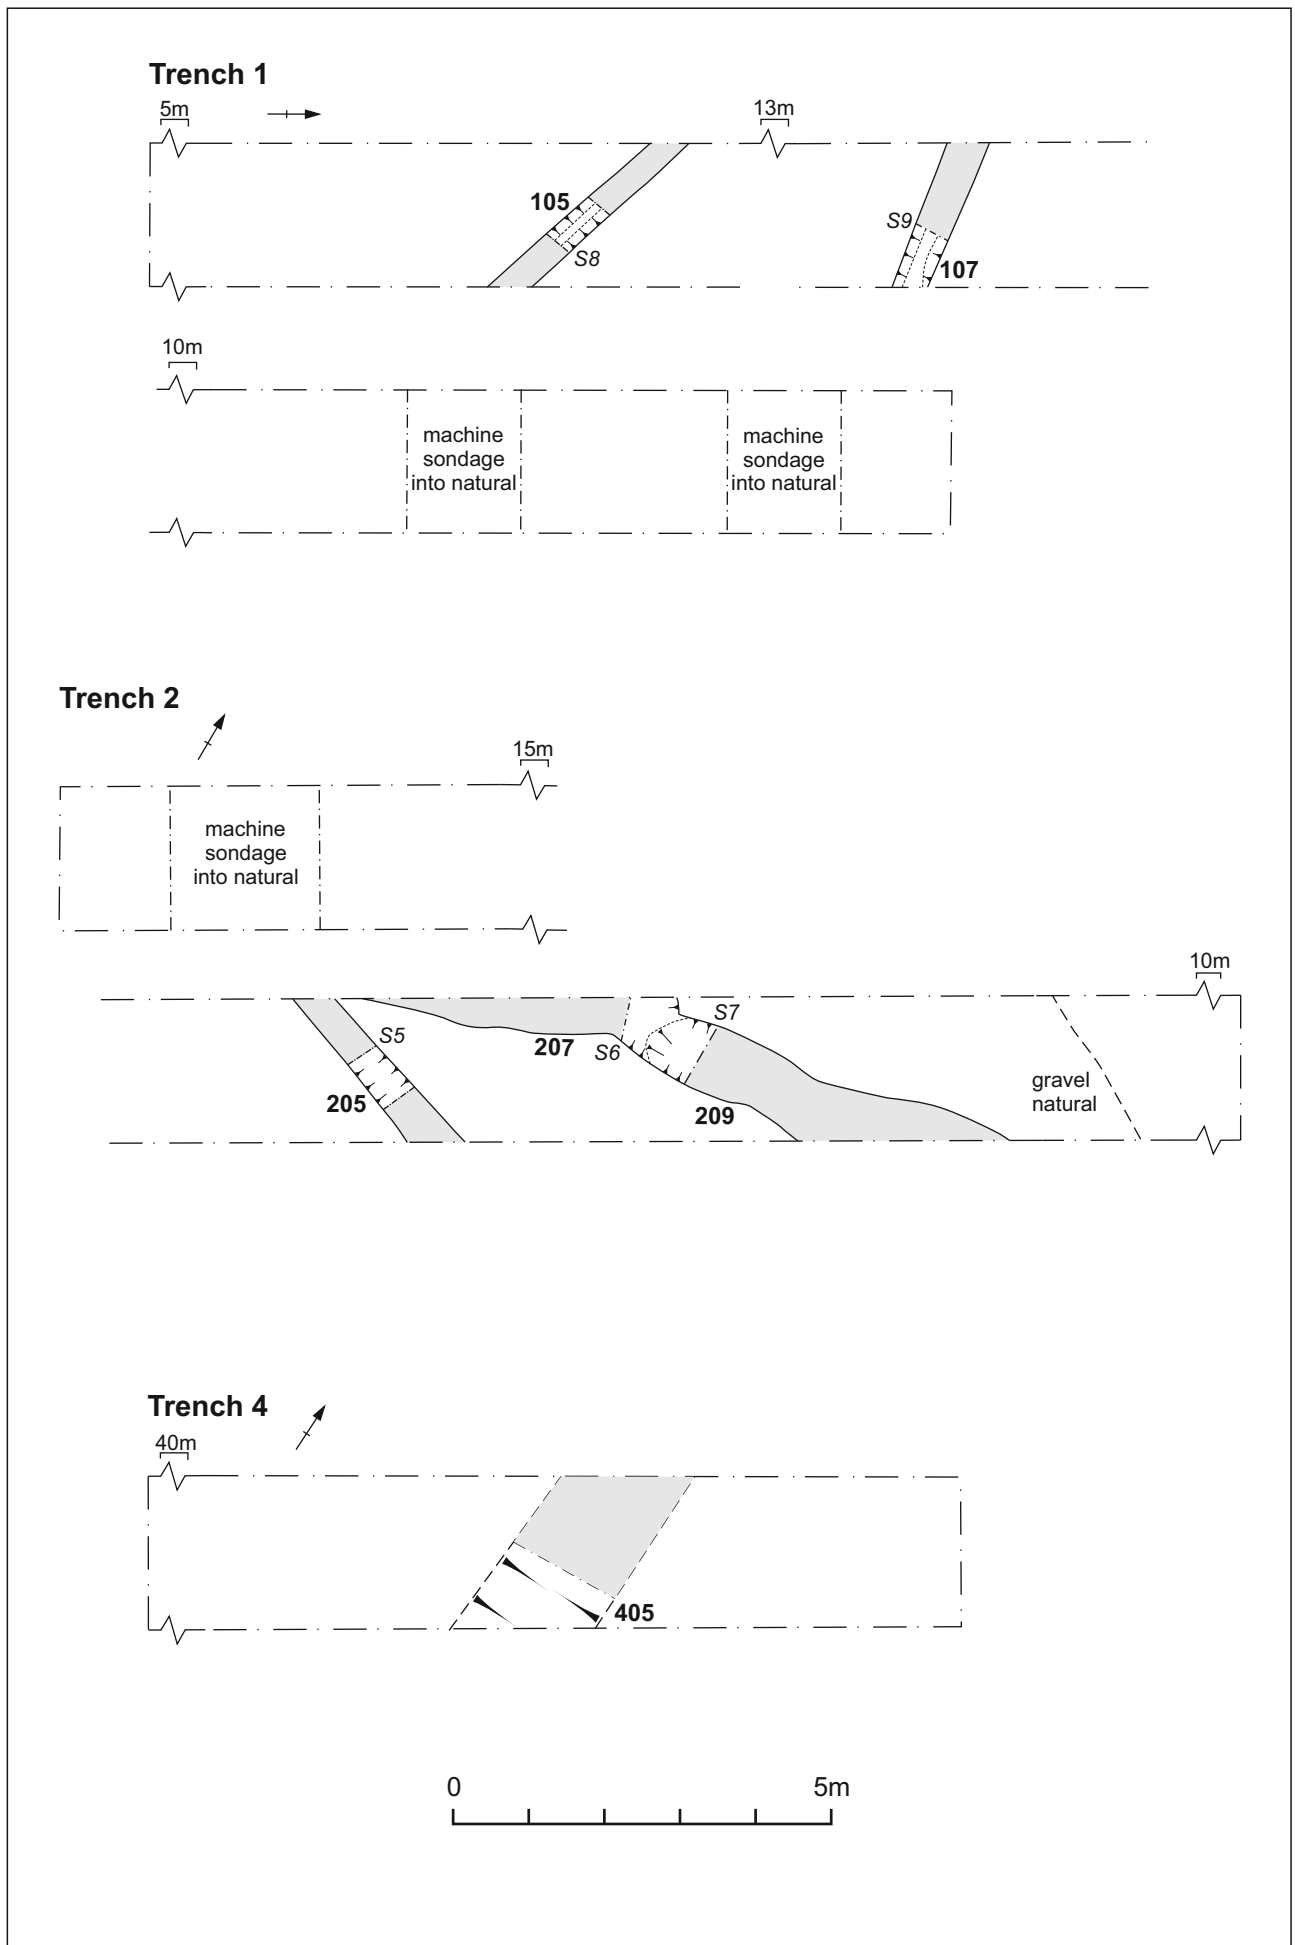 Trench 1
5m
13m
105
S8
S9
107
10m
machine
sondage
into natural
machine
sondage
into natural
Trench 2
15m
machine
sondage
into natural
10m
S5
205
207
S6
S7
209
gravel
natural
Trench 4
40m
405
0
5m